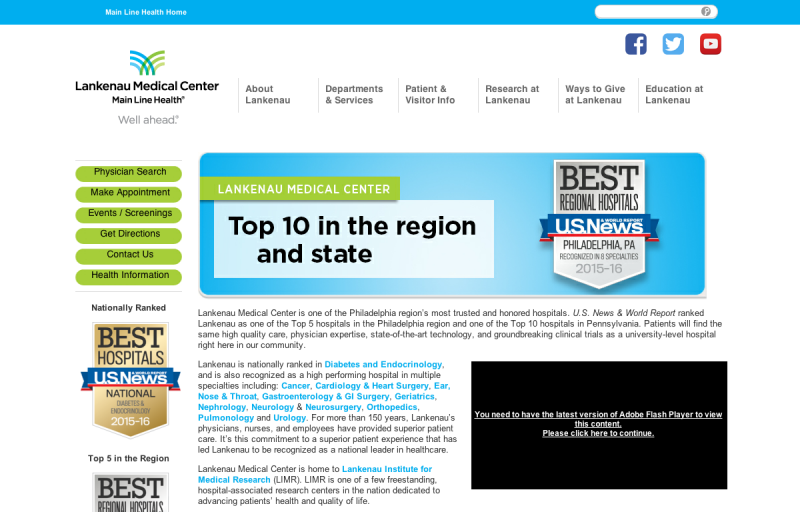 Main Line Health Home
Lankenau Medical Center
Main Line Health®
Well ahead.®
About
Lankenau
Departments
& Services
Patient &
Visitor Info
Research at
Lankenau
Ways to Give
at Lankenau
Education at
Lankenau
Physician Search
Make Appointment
Events / Screenings
Get Directions
Contact Us
Health Information
Nationally Ranked
BEST
HOSPITALS
U.S. News
& WORLD REPORT
NATIONAL
DIABETES &
ENDOCRINOLOGY
2015-16
Top 5 in the Region
BEST
REGIONAL HOSPITALS
LANKENAU MEDICAL CENTER
Top 10 in the region
and state
BEST
REGIONAL HOSPITALS
U.S. News
& WORLD REPORT
PHILADELPHIA, PA
RECOGNIZED IN 8 SPECIALTIES
2015-16
Lankenau Medical Center is one of the Philadelphia region's most trusted and honored hospitals. U.S. News & World Report ranked
Lankenau as one of the Top 5 hospitals in the Philadelphia region and one of the Top 10 hospitals in Pennsylvania. Patients will find the
same high quality care, physician expertise, state-of-the-art technology, and groundbreaking clinical trials as a university-level hospital
right here in our community.
Lankenau is nationally ranked in Diabetes and Endocrinology,
and is also recognized as a high performing hospital in multiple
specialties including: Cancer, Cardiology & Heart Surgery, Ear,
Nose & Throat, Gastroenterology & GI Surgery, Geriatrics,
Nephrology, Neurology & Neurosurgery, Orthopedics,
Pulmonology and Urology. For more than 150 years, Lankenau's
physicians, nurses, and employees have provided superior patient
care. It's this commitment to a superior patient experience that has
led Lankenau to be recognized as a national leader in healthcare.
Lankenau Medical Center is home to Lankenau Institute for
Medical Research (LIMR). LIMR is one of a few freestanding,
hospital-associated research centers in the nation dedicated to
advancing patients' health and quality of life.
You need to have the latest version of Adobe Flash Player to view
this content.
Please click here to continue.